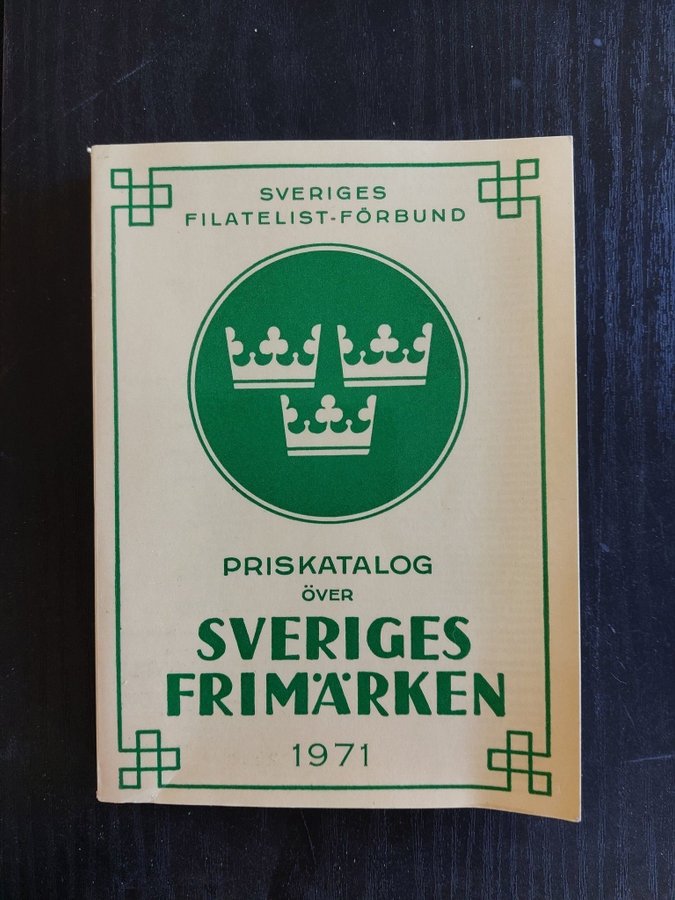 SVERIGES
FILATELIST-FÖRBUND
PRISKATALOG
ÖVER
SVERIGES
FRIMÄRKEN
1971